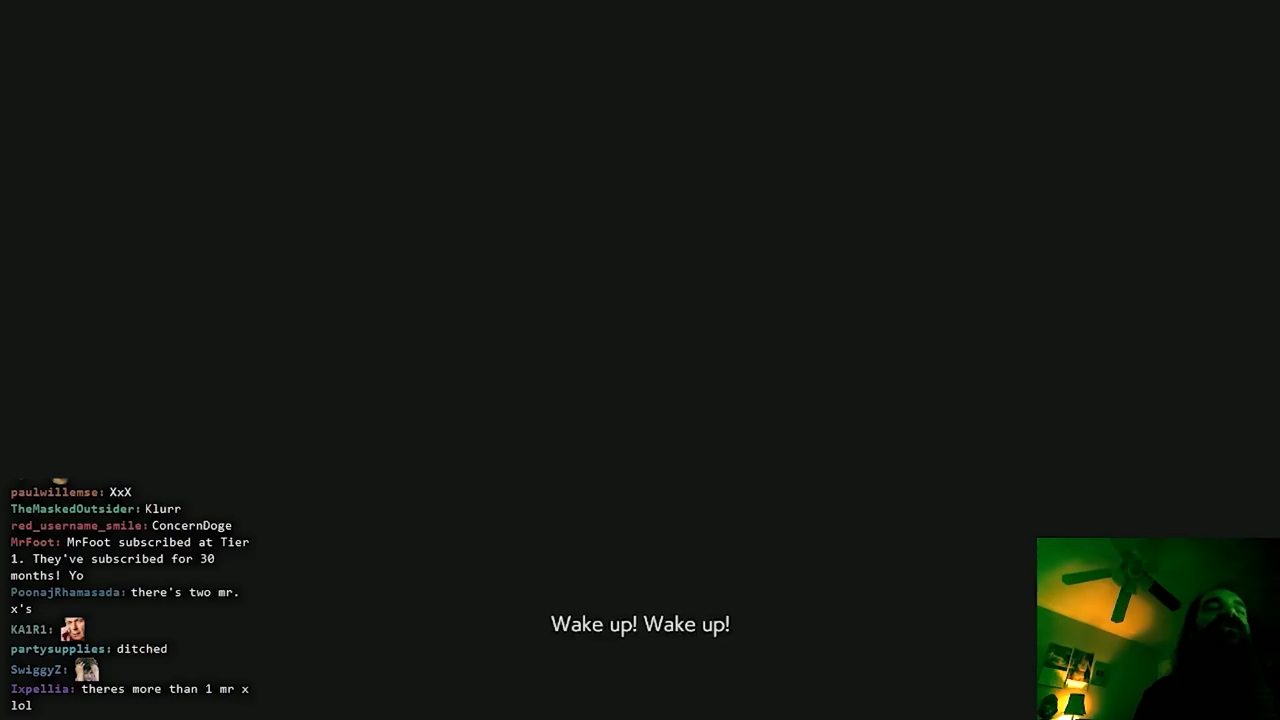 paulwillemse: XxX
TheMaskedOutsider: Klurr
red_username_smile: ConcernDoge
MrFoot: MrFoot subscribed at Tier
1. They've subscribed for 30
months! Yo
PoonajRhamasada: there's two mr.
x's
KA1R1:
partysupplies: ditched
SwiggyZ:
Ixpellia: theres more than 1 mr x
lol
Wake up! Wake up!